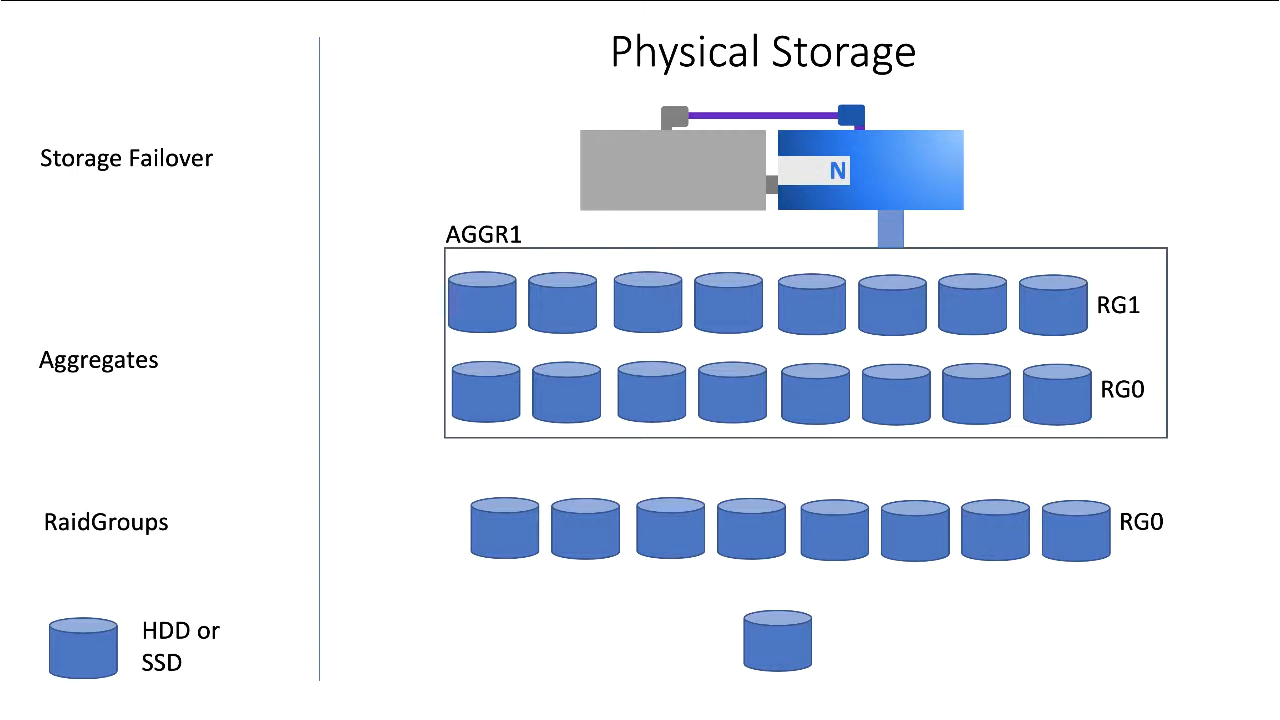 Physical Storage
Storage Failover
N
AGGR1
RG1
Aggregates
RG0
RaidGroups
RG0
HDD or
SSD